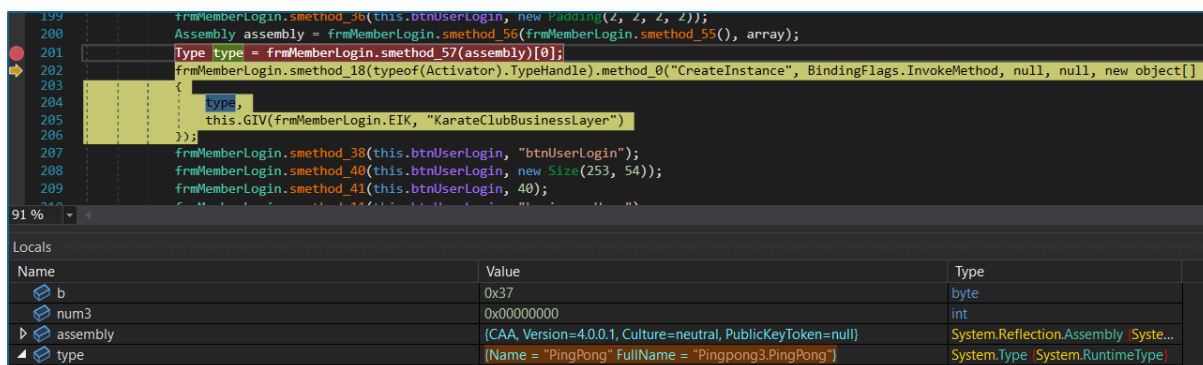 199 frmMemberLogin.smethod_36(this.btnUserLogin, new Padding(2, 2, 2, 2));
200 Assembly assembly = frmMemberLogin.smethod_56(frmMemberLogin.smethod_55(), array);
201 Type type = frmMemberLogin.smethod_57(assembly)[0];
202 frmMemberLogin.smethod_18(typeof(Activator).TypeHandle).method_0("CreateInstance", BindingFlags.InvokeMethod, null, null, new object[]
203 {
204 type,
205 this.GIV(frmMemberLogin.EIK, "KarateClubBusinessLayer")
206 });
207 frmMemberLogin.smethod_38(this.btnUserLogin, "btnUserLogin");
208 frmMemberLogin.smethod_40(this.btnUserLogin, new Size(253, 54));
209 frmMemberLogin.smethod_41(this.btnUserLogin, 40);
91 %
Locals
Name Value Type
b 0x37 byte
num3 0x00000000 int
assembly {CAA, Version=4.0.0.1, Culture=neutral, PublicKeyToken=null} System.Reflection.Assembly {Syste...
type {Name = "PingPong" FullName = "Pingpong3.PingPong"} System.Type {System.RuntimeType}